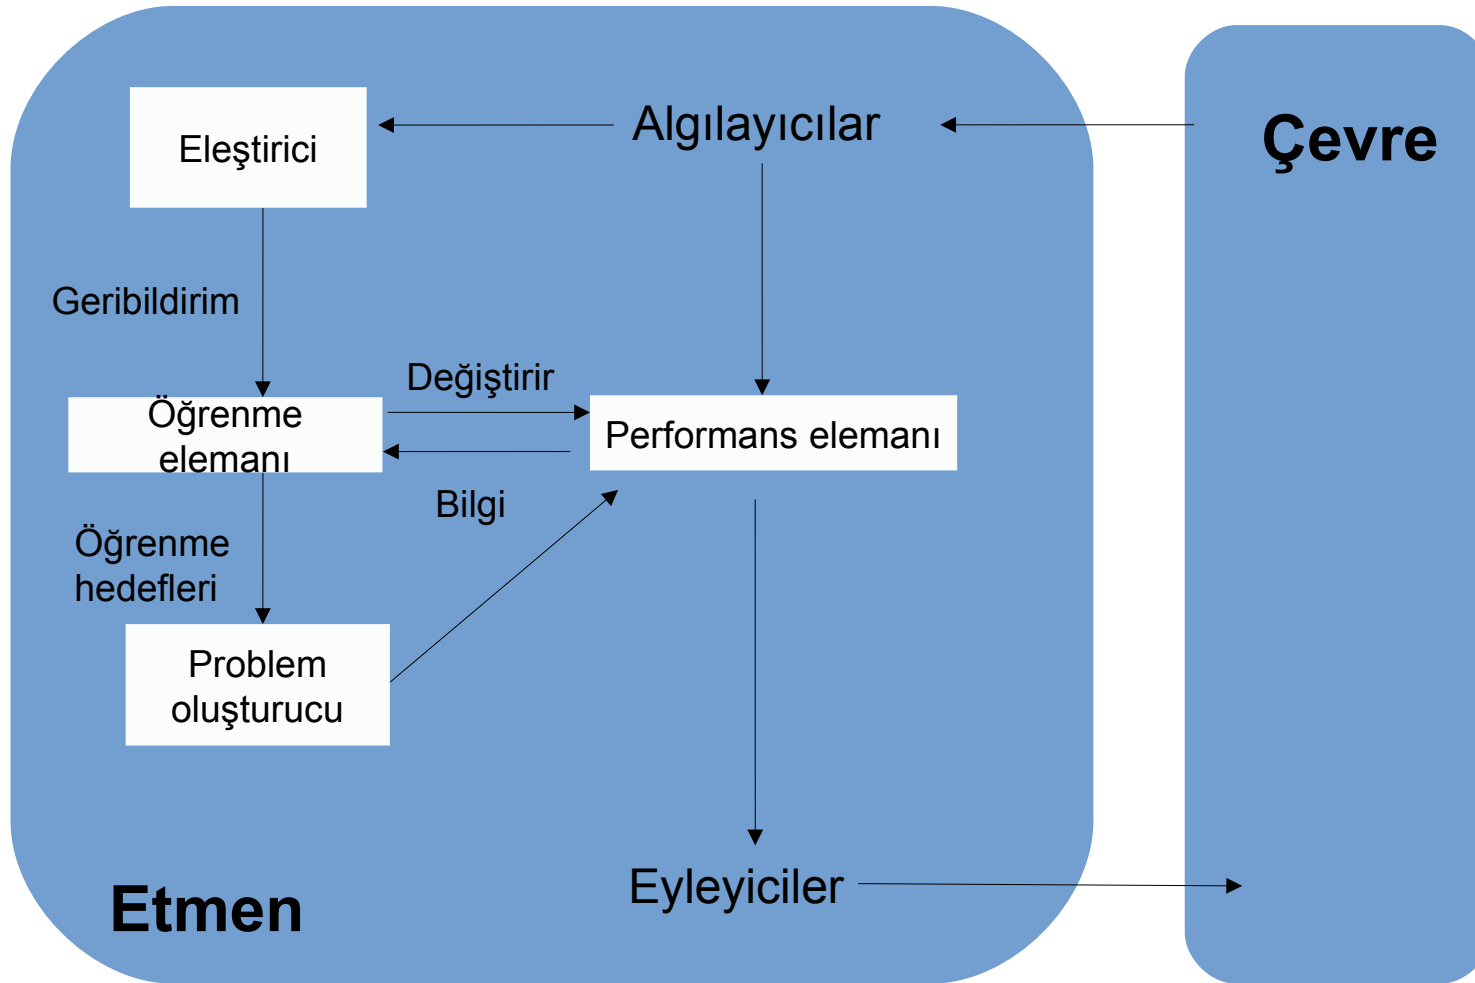 Eleştirici
Algılayıcılar
Çevre
Geribildirim
Değiştirir
Öğrenme
elemanı
Performans elemanı
Bilgi
Öğrenme
hedefleri
Problem
oluşturucu
Eyleyiciler
Etmen